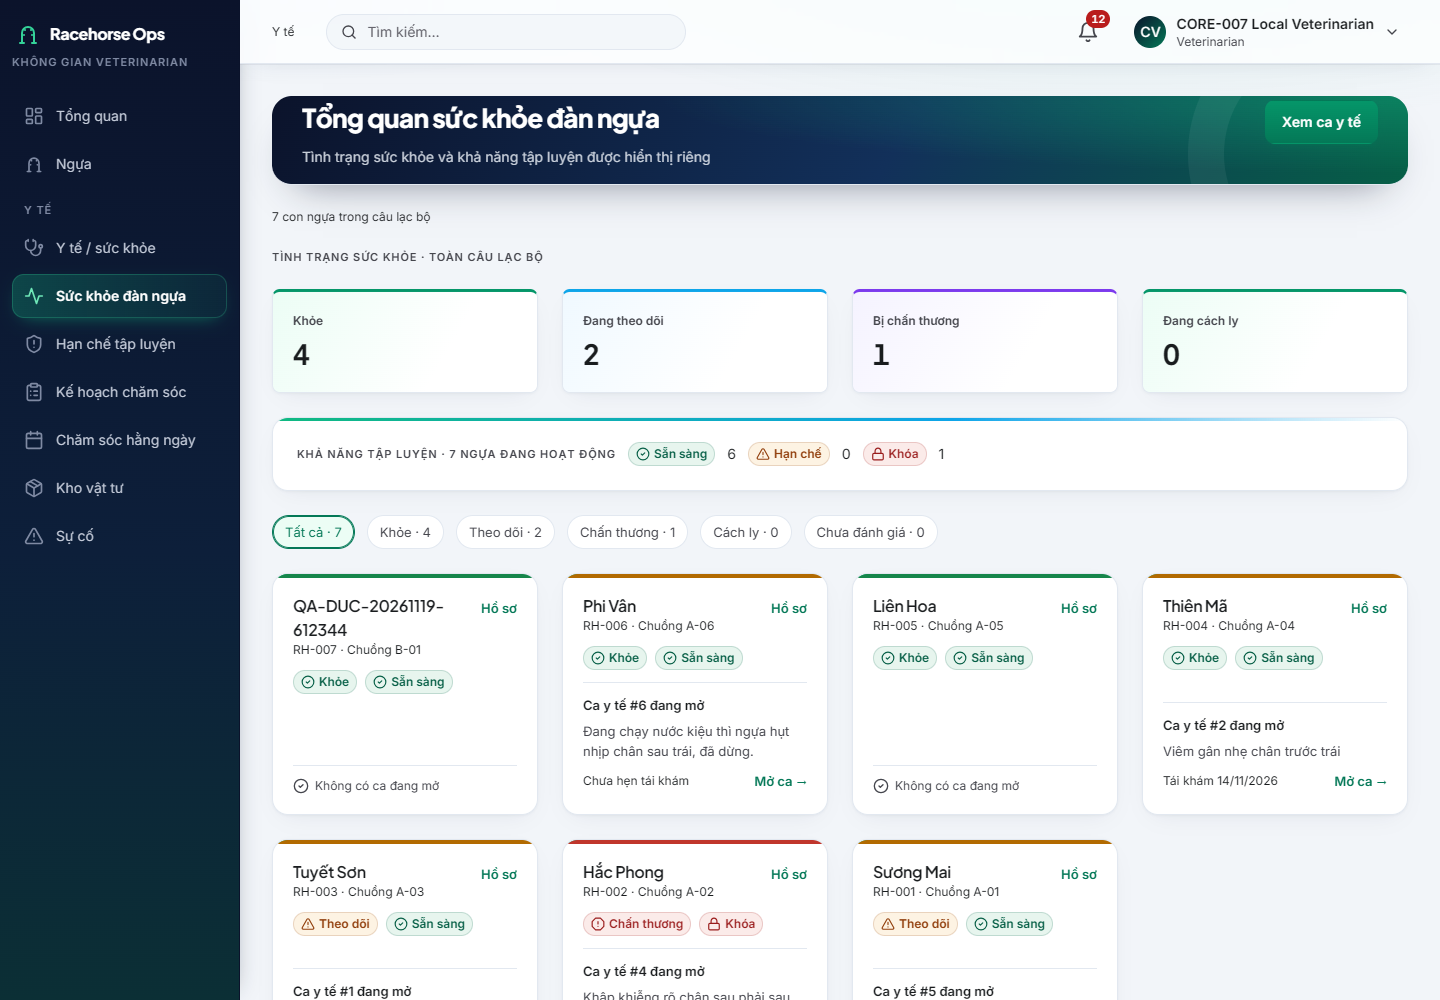 Racehorse Ops
KHÔNG GIAN VETERINARIAN
Tổng quan
Ngựa
Y TẾ
Y tế / sức khỏe
Sức khỏe đàn ngựa
Hạn chế tập luyện
Kế hoạch chăm sóc
Chăm sóc hằng ngày
Kho vật tư
Sự cố
Y tế
Tìm kiếm...
12
CV
CORE-007 Local Veterinarian
Veterinarian
Tổng quan sức khỏe đàn ngựa
Tình trạng sức khỏe và khả năng tập luyện được hiển thị riêng
Xem ca y tế
7 con ngựa trong câu lạc bộ
TÌNH TRẠNG SỨC KHỎE · TOÀN CÂU LẠC BỘ
Khỏe
4
Đang theo dõi
2
Bị chấn thương
1
Đang cách ly
0
KHẢ NĂNG TẬP LUYỆN · 7 NGỰA ĐANG HOẠT ĐỘNG
Sẵn sàng
6
Hạn chế
0
Khóa
1
Tất cả · 7
Khỏe · 4
Theo dõi · 2
Chấn thương · 1
Cách ly · 0
Chưa đánh giá · 0
QA-DUC-20261119-
612344
Hồ sơ
RH-007 · Chuồng B-01
Khỏe
Sẵn sàng
Không có ca đang mở
Phi Vân
Hồ sơ
RH-006 · Chuồng A-06
Khỏe
Sẵn sàng
Ca y tế #6 đang mở
Đang chạy nước kiệu thì ngựa hụt
nhịp chân sau trái, đã dừng.
Chưa hẹn tái khám
Mở ca →
Liên Hoa
Hồ sơ
RH-005 · Chuồng A-05
Khỏe
Sẵn sàng
Không có ca đang mở
Thiên Mã
Hồ sơ
RH-004 · Chuồng A-04
Khỏe
Sẵn sàng
Ca y tế #2 đang mở
Viêm gân nhẹ chân trước trái
Tái khám 14/11/2026
Mở ca →
Tuyết Sơn
Hồ sơ
RH-003 · Chuồng A-03
Theo dõi
Sẵn sàng
Ca y tế #1 đang mở
Hắc Phong
Hồ sơ
RH-002 · Chuồng A-02
Chấn thương
Khóa
Ca y tế #4 đang mở
Khập khiễng rõ chân sau phải sau
Sương Mai
Hồ sơ
RH-001 · Chuồng A-01
Theo dõi
Sẵn sàng
Ca y tế #5 đang mở